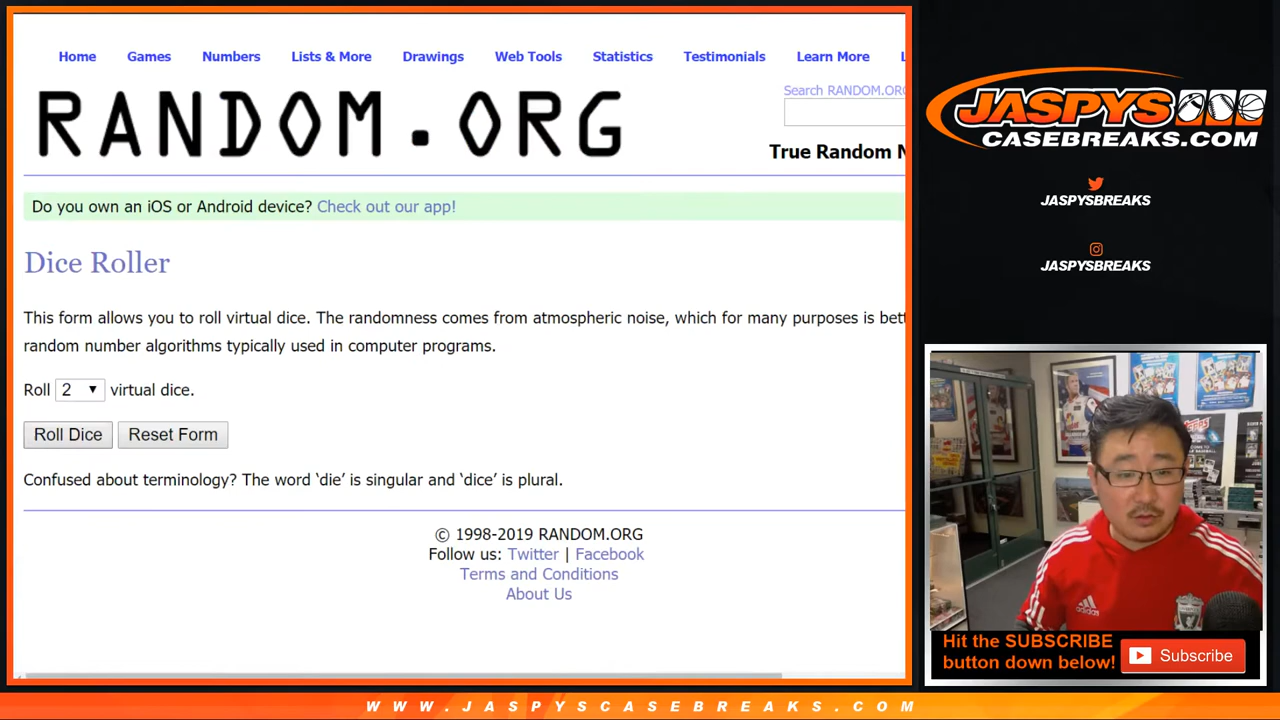 Home Games Numbers Lists & More Drawings Web Tools Statistics Testimonials Learn More
RANDOM.ORG
Search RANDOM.ORG
True Random N
Do you own an iOS or Android device? Check out our app!
Dice Roller
This form allows you to roll virtual dice. The randomness comes from atmospheric noise, which for many purposes is bett
random number algorithms typically used in computer programs.
Roll 2 virtual dice.
Roll Dice Reset Form
Confused about terminology? The word ‘die’ is singular and ‘dice’ is plural.
© 1998-2019 RANDOM.ORG
Follow us: Twitter | Facebook
Terms and Conditions
About Us
JASPYS
CASEBREAKS.COM
JASPYSBREAKS
JASPYSBREAKS
adidas
Hit the SUBSCRIBE
button down below!
Subscribe
WWW.JASPYSCASEBREAKS.COM